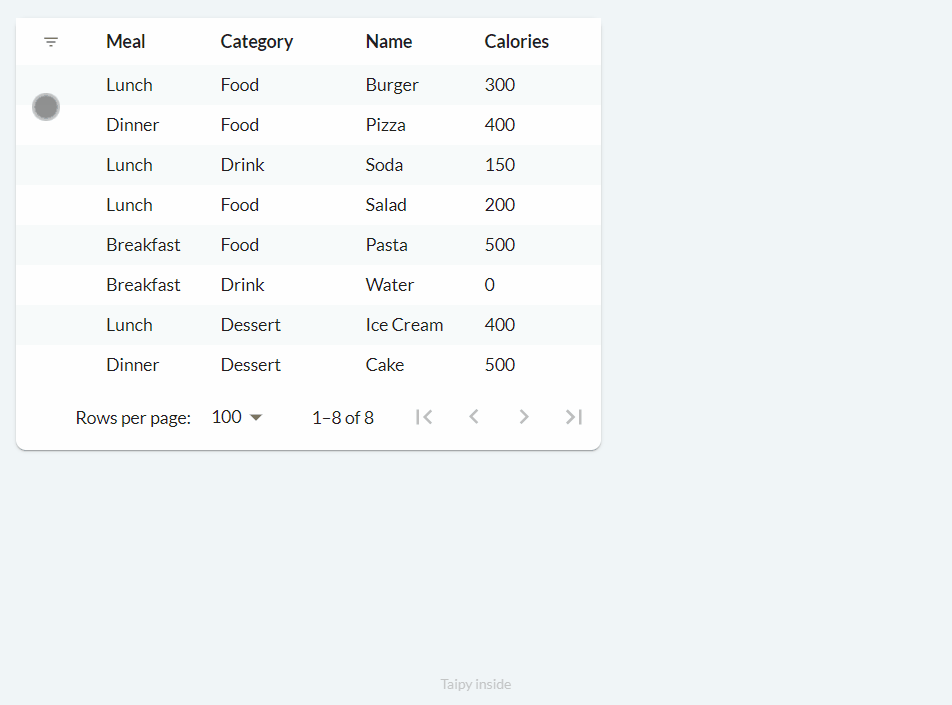 Meal Category Name Calories
Lunch Food Burger 300
Dinner Food Pizza 400
Lunch Drink Soda 150
Lunch Food Salad 200
Breakfast Food Pasta 500
Breakfast Drink Water 0
Lunch Dessert Ice Cream 400
Dinner Dessert Cake 500
Rows per page: 100 1–8 of 8
Taipy inside